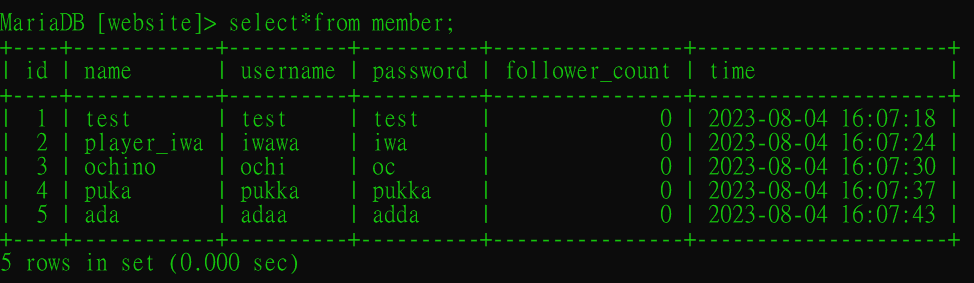 MariaDB [website]> select*from member;
+----+------------+----------+----------+----------------+---------------------+
| id | name       | username | password | follower_count | time                |
+----+------------+----------+----------+----------------+---------------------+
|  1 | test       | test     | test     |              0 | 2023-08-04 16:07:18 |
|  2 | player_iwa | iwawa    | iwa      |              0 | 2023-08-04 16:07:24 |
|  3 | ochino     | ochi     | oc       |              0 | 2023-08-04 16:07:30 |
|  4 | puka       | pukka    | pukka    |              0 | 2023-08-04 16:07:37 |
|  5 | ada        | adaa     | adda     |              0 | 2023-08-04 16:07:43 |
+----+------------+----------+----------+----------------+---------------------+
5 rows in set (0.000 sec)